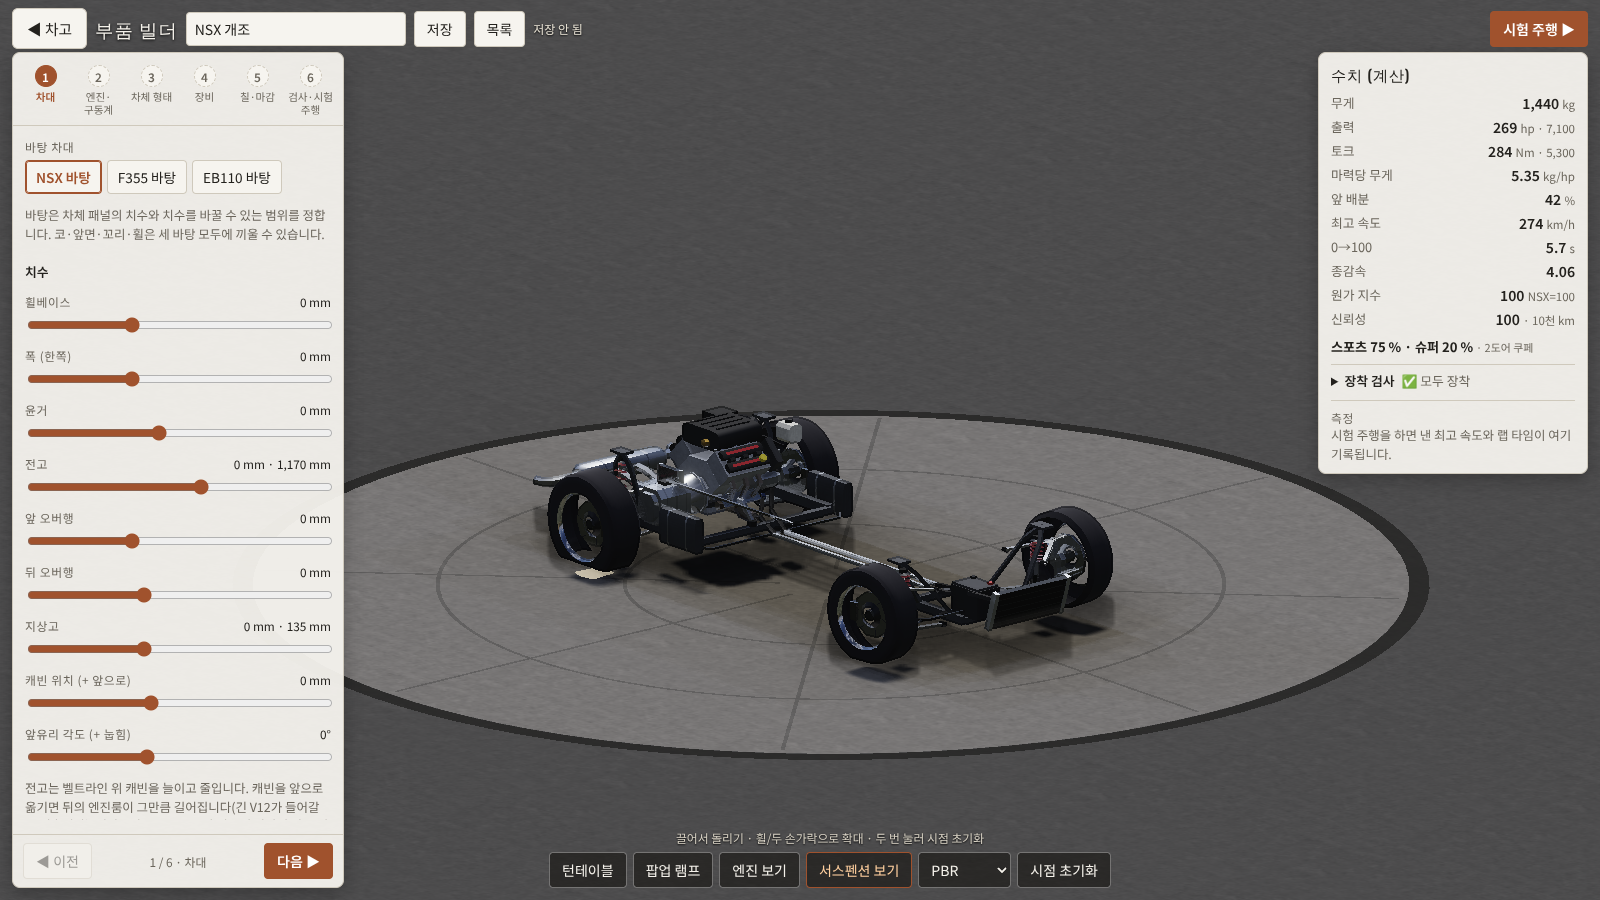 ◀ 차고
부품 빌더
NSX 개조
저장
목록
저장 안 됨
시험 주행 ▶
1
차대
2
엔진·
구동계
3
차체 형태
4
장비
5
칠·마감
6
검사·시험
주행
바탕 차대
NSX 바탕
F355 바탕
EB110 바탕
바탕은 차체 패널의 치수와 치수를 바꿀 수 있는 범위를 정합
니다. 코·앞면·꼬리·휠은 세 바탕 모두에 끼울 수 있습니다.
치수
휠베이스 0 mm
폭 (한쪽) 0 mm
윤거 0 mm
전고 0 mm · 1,170 mm
앞 오버행 0 mm
뒤 오버행 0 mm
지상고 0 mm · 135 mm
캐빈 위치 (+ 앞으로) 0 mm
앞유리 각도 (+ 눕힘) 0°
전고는 벨트라인 위 캐빈을 늘이고 줄입니다. 캐빈을 앞으로
옮기면 뒤의 엔진룸이 그만큼 길어집니다(긴 V12가 들어갈
◀ 이전
1 / 6 · 차대
다음 ▶
수치 (계산)
무게 1,440 kg
출력 269 hp · 7,100
토크 284 Nm · 5,300
마력당 무게 5.35 kg/hp
앞 배분 42 %
최고 속도 274 km/h
0→100 5.7 s
종감속 4.06
원가 지수 100 NSX=100
신뢰성 100 · 10천 km
스포츠 75 % · 슈퍼 20 % · 2도어 쿠페
▶ 장착 검사 ✅ 모두 장착
측정
시험 주행을 하면 낸 최고 속도와 랩 타임이 여기
기록됩니다.
끌어서 돌리기 · 휠/두 손가락으로 확대 · 두 번 눌러 시점 초기화
턴테이블
팝업 램프
엔진 보기
서스펜션 보기
PBR
시점 초기화